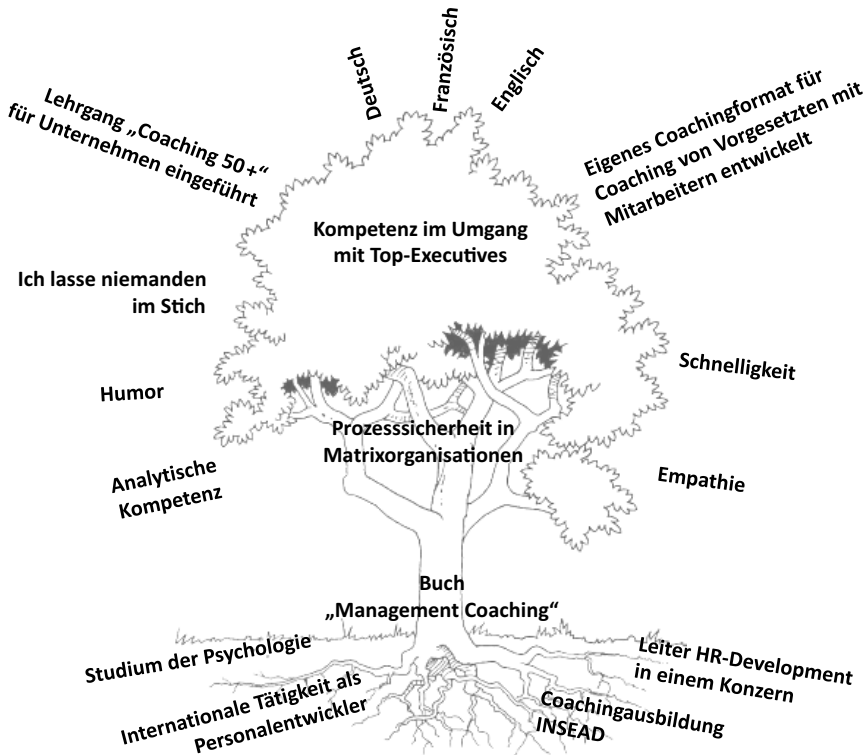 Deutsch
Französisch
Englisch
Lehrgang „Coaching 50+“
für Unternehmen eingeführt
Eigenes Coachingformat für
Coaching von Vorgesetzten mit
Mitarbeitern entwickelt
Kompetenz im Umgang
mit Top-Executives
Ich lasse niemanden
im Stich
Schnelligkeit
Humor
Prozesssicherheit in
Matrixorganisationen
Analytische
Kompetenz
Empathie
Buch
„Management Coaching“
Studium der Psychologie
Leiter HR-Development
in einem Konzern
Internationale Tätigkeit als
Personalentwickler
Coachingausbildung
INSEAD